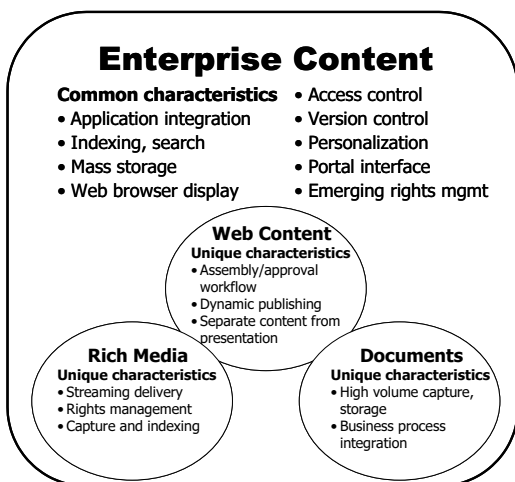 Enterprise Content
Common characteristics
• Application integration
• Indexing, search
• Mass storage
• Web browser display
• Access control
• Version control
• Personalization
• Portal interface
• Emerging rights mgmt
Web Content
Unique characteristics
• Assembly/approval
workflow
• Dynamic publishing
• Separate content from
presentation
Rich Media
Unique characteristics
• Streaming delivery
• Rights management
• Capture and indexing
Documents
Unique characteristics
• High volume capture,
storage
• Business process
integration